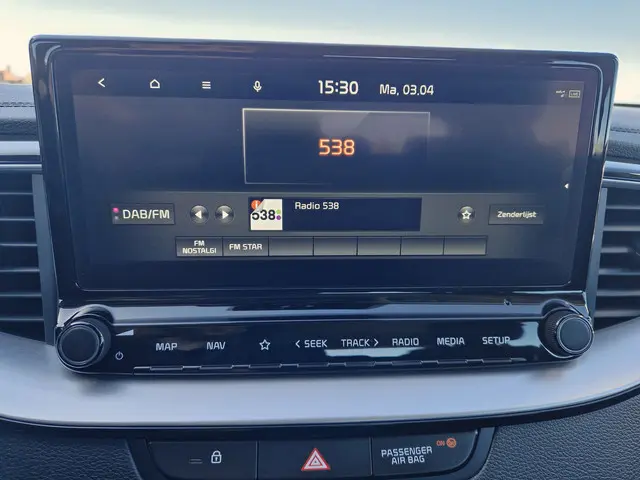 15:30 Ma, 03.04
538
DAB/FM
538
Radio 538
Zenderlijst
FM
NOSTALGI
FM STAR
MAP NAV SEEK TRACK RADIO MEDIA SETUP
PASSENGER
AIR BAG
ON